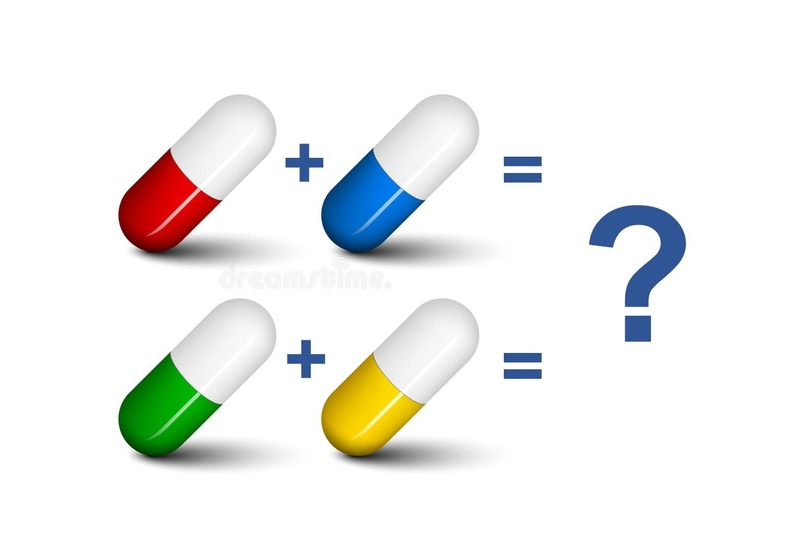 + =
?
dreamstime.
+ =